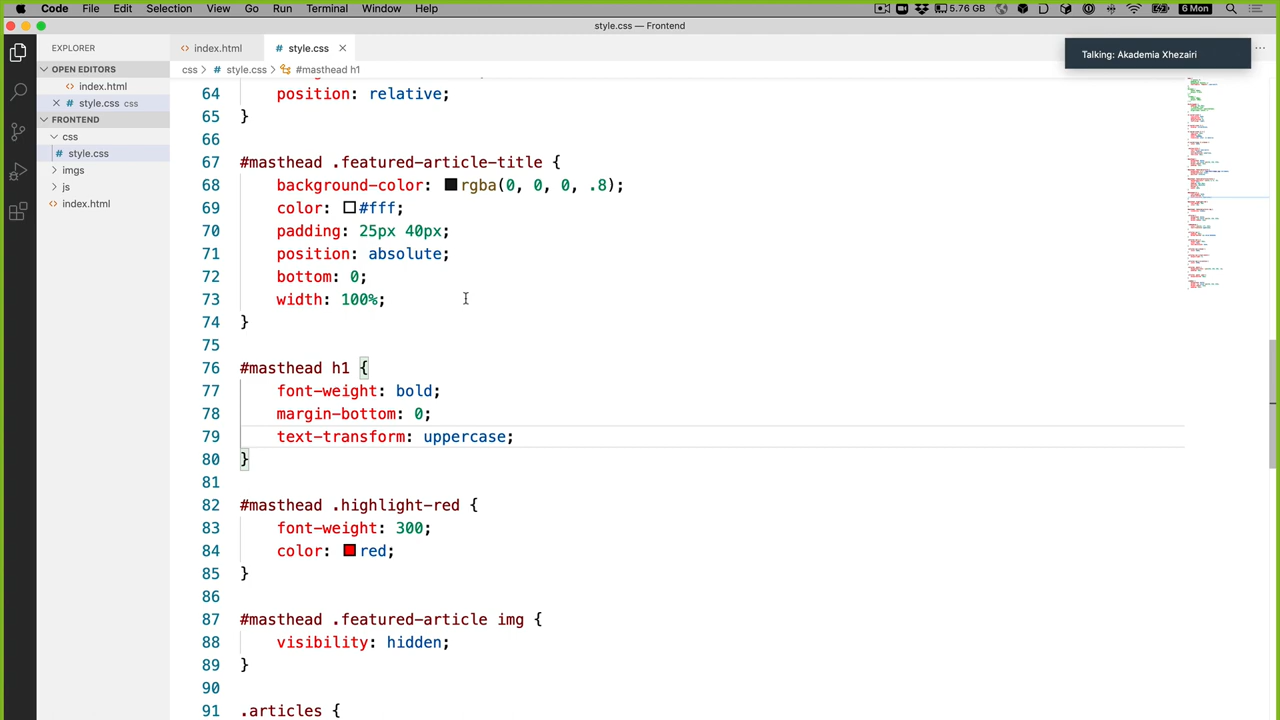 Code File Edit Selection View Go Run Terminal Window Help 5.76 GB 6 Mon
style.css — Frontend
EXPLORER
index.html
style.css
Talking: Akademia Xhezairi
OPEN EDITORS
index.html
style.css css
FRONTEND
css
style.css
imgs
js
index.html
css > # style.css > #masthead h1
64 position: relative;
65 }
66
67 #masthead .featured-article-title {
68 background-color: rgba(0, 0, 0, .8);
69 color: #fff;
70 padding: 25px 40px;
71 position: absolute;
72 bottom: 0;
73 width: 100%;
74 }
75
76 #masthead h1 {
77 font-weight: bold;
78 margin-bottom: 0;
79 text-transform: uppercase;
80 }
81
82 #masthead .highlight-red {
83 font-weight: 300;
84 color: red;
85 }
86
87 #masthead .featured-article img {
88 visibility: hidden;
89 }
90
91 .articles {